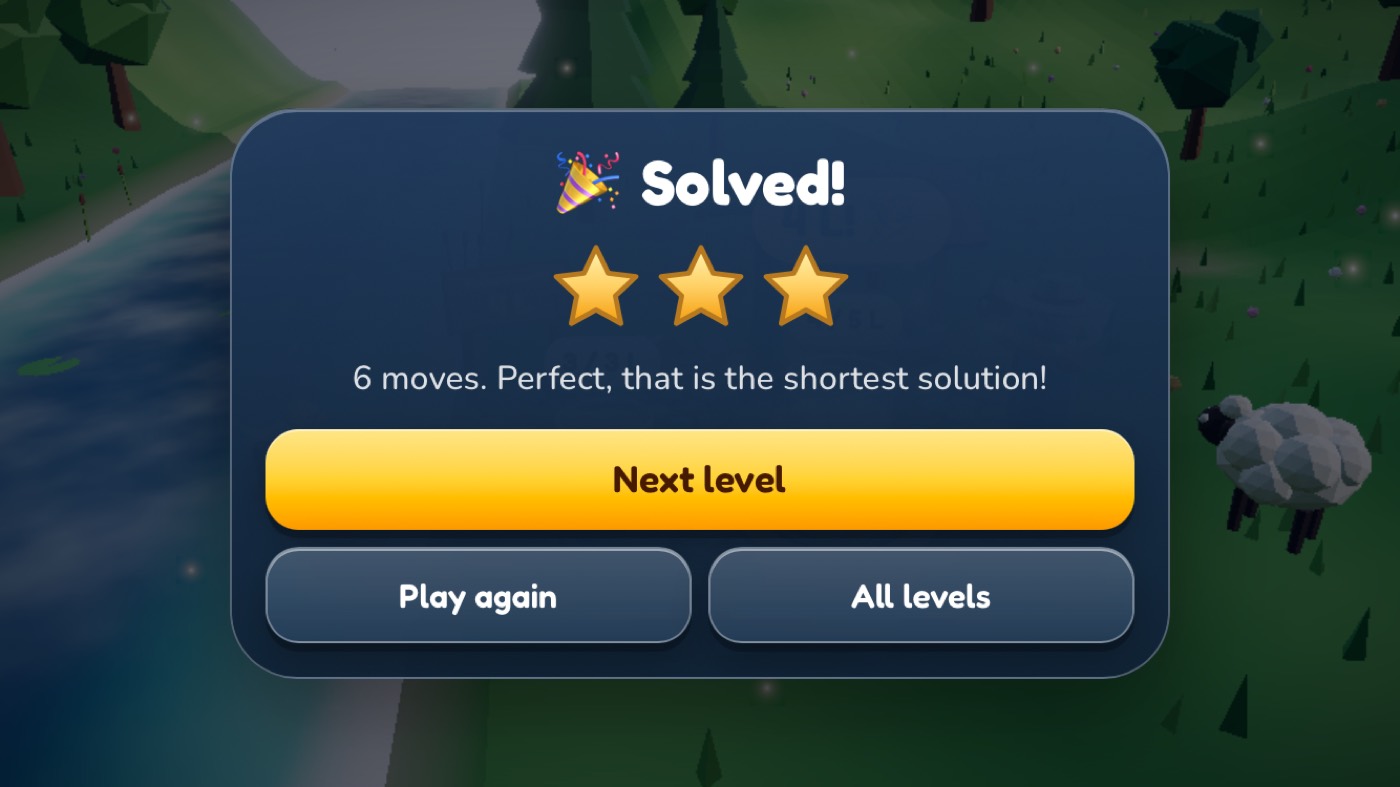 Solved!
6 moves. Perfect, that is the shortest solution!
Next level
Play again
All levels